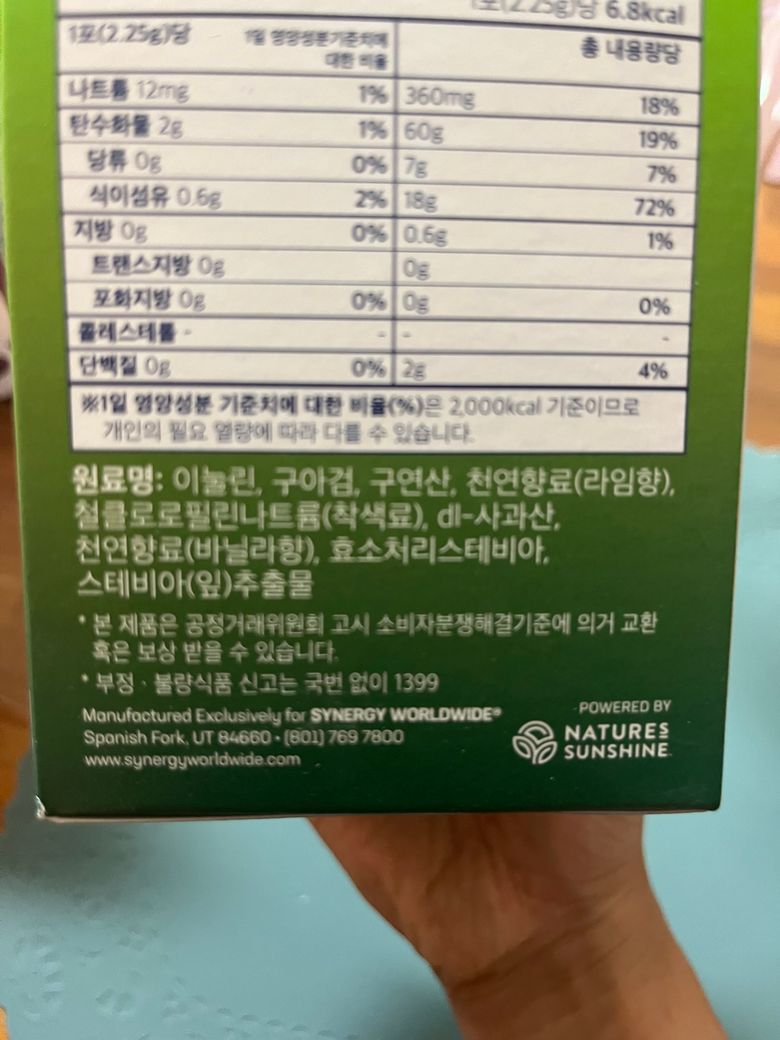 1포(2.25g)당 6.8kcal
1포(2.25g)당 1일 영양성분기준치에 대한 비율 총 내용량당
나트륨 12mg 1% 360mg 18%
탄수화물 2g 1% 60g 19%
당류 0g 0% 7g 7%
식이섬유 0.6g 2% 18g 72%
지방 0g 0% 0.6g 1%
트랜스지방 0g 0g
포화지방 0g 0% 0g 0%
콜레스테롤 - - - -
단백질 0g 0% 2g 4%
※1일 영양성분 기준치에 대한 비율(%)은 2,000kcal 기준이므로
개인의 필요 열량에 따라 다를 수 있습니다.
원료명: 이눌린, 구아검, 구연산, 천연향료(라임향),
철클로로필린나트륨(착색료), dl-사과산,
천연향료(바닐라향), 효소처리스테비아,
스테비아(잎)추출물
* 본 제품은 공정거래위원회 고시 소비자분쟁해결기준에 의거 교환
혹은 보상 받을 수 있습니다.
* 부정 · 불량식품 신고는 국번 없이 1399
Manufactured Exclusively for SYNERGY WORLDWIDE®
Spanish Fork, UT 84660 • (801) 769 7800
www.synergyworldwide.com
POWERED BY
NATURE'S
SUNSHINE